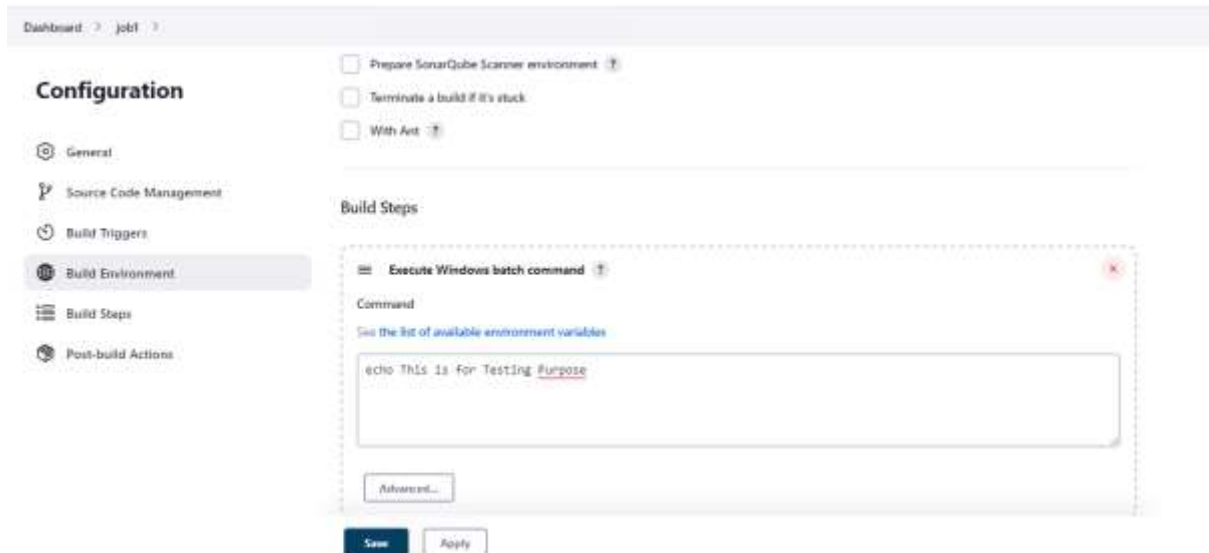 Dashboard > job1 >
Configuration
General
Source Code Management
Build Triggers
Build Environment
Build Steps
Post-build Actions
Prepare SonarQube Scanner environment ?
Terminate a build if it's stuck
With Ant ?
Build Steps
Execute Windows batch command ?
Command
See the list of available environment variables
echo This is for Testing Purpose
Advanced...
Save Apply